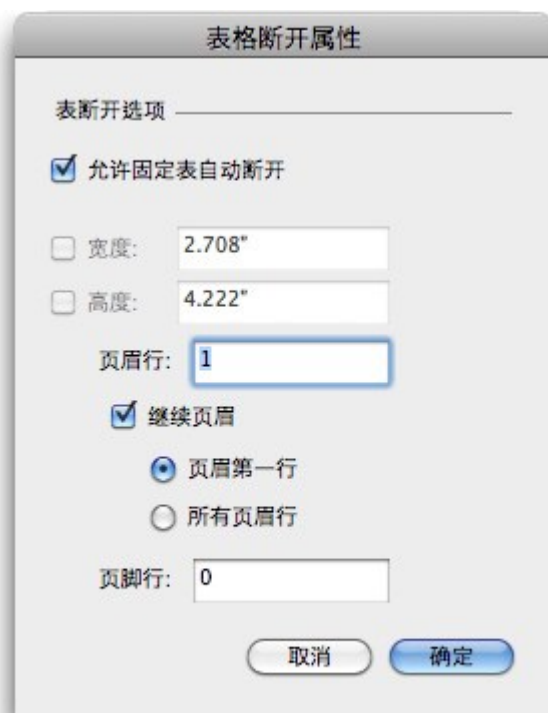 表格断开属性
表断开选项
允许固定表自动断开
宽度: 2.708"
高度: 4.222"
页眉行: 1
继续页眉
页眉第一行
所有页眉行
页脚行: 0
取消 确定